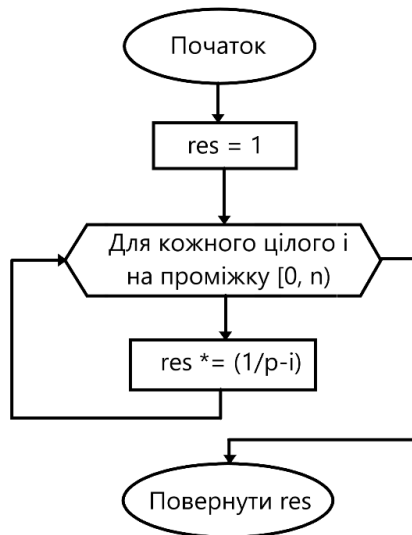 Початок
res = 1
Для кожного цілого i
на проміжку [0, n)
res *= (1/p-i)
Повернути res